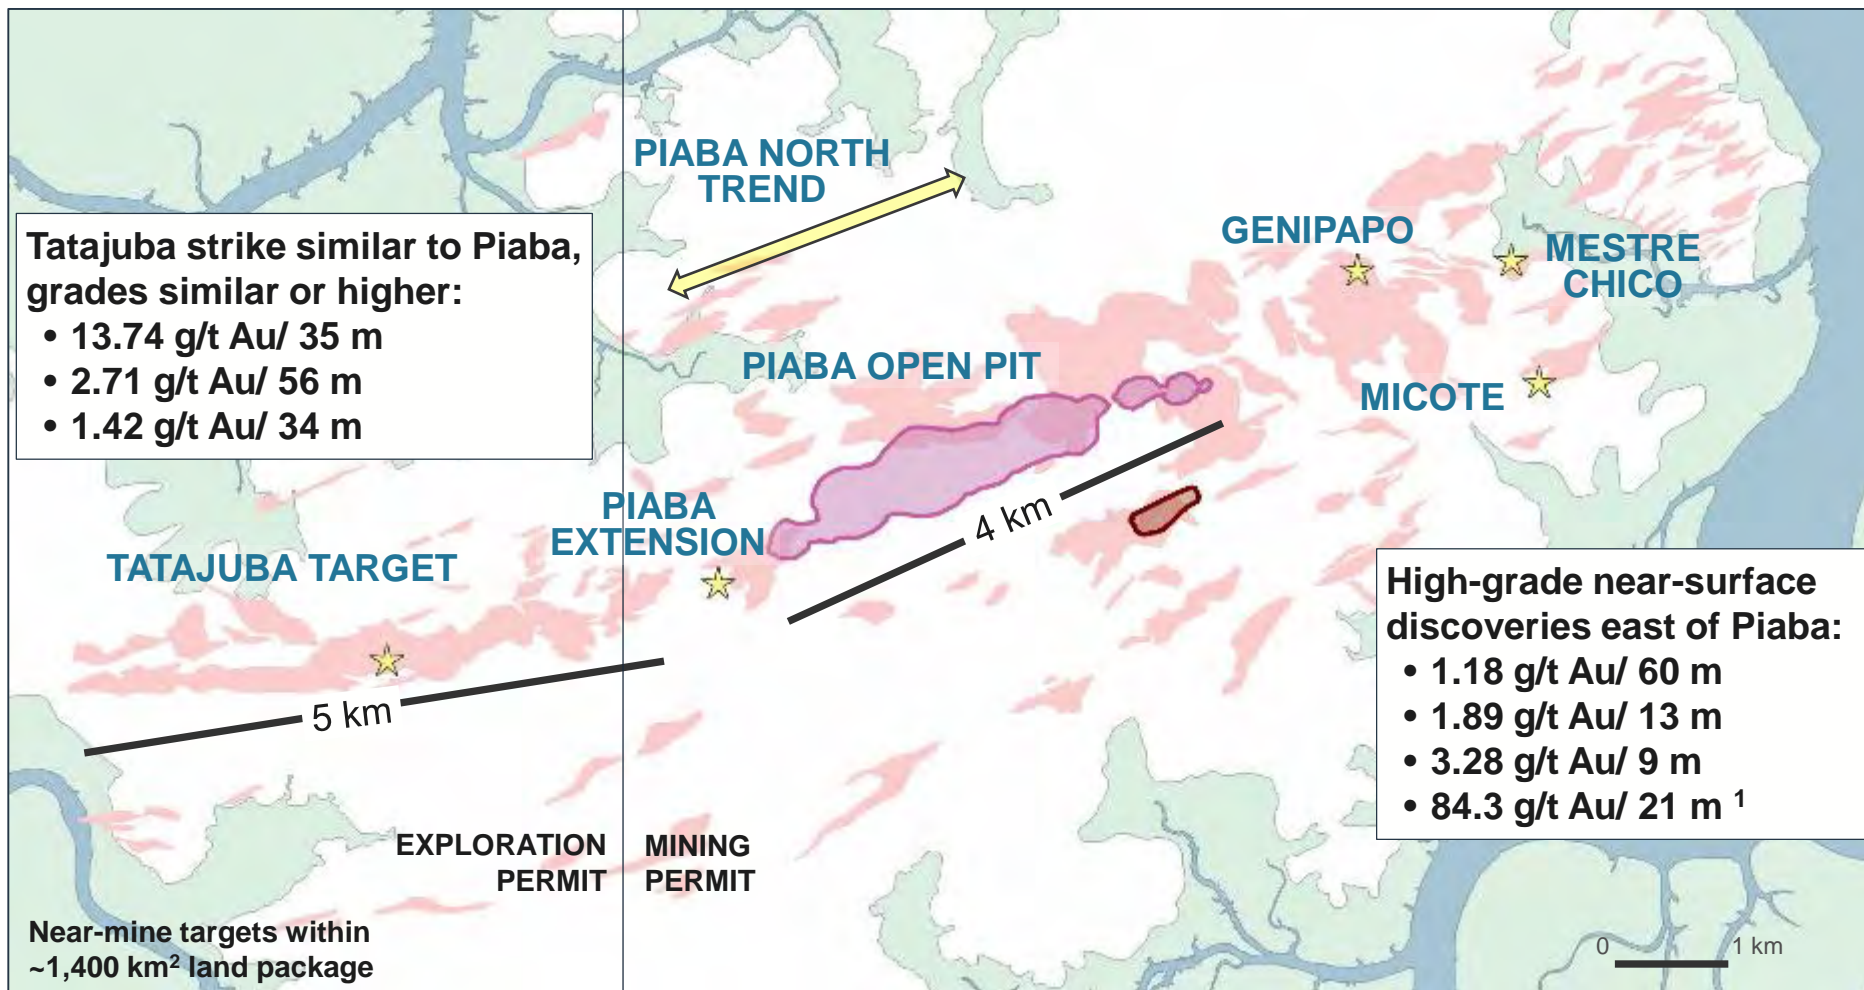 PIABA NORTH
TREND
Tatajuba strike similar to Piaba,
grades similar or higher:
• 13.74 g/t Au/ 35 m
• 2.71 g/t Au/ 56 m
• 1.42 g/t Au/ 34 m
GENIPAPO
MESTRE
CHICO
PIABA OPEN PIT
MICOTE
PIABA
EXTENSION
4 km
TATAJUBA TARGET
High-grade near-surface
discoveries east of Piaba:
• 1.18 g/t Au/ 60 m
• 1.89 g/t Au/ 13 m
• 3.28 g/t Au/ 9 m
• 84.3 g/t Au/ 21 m ¹
5 km
EXPLORATION
PERMIT
MINING
PERMIT
Near-mine targets within
~1,400 km² land package
0 1 km